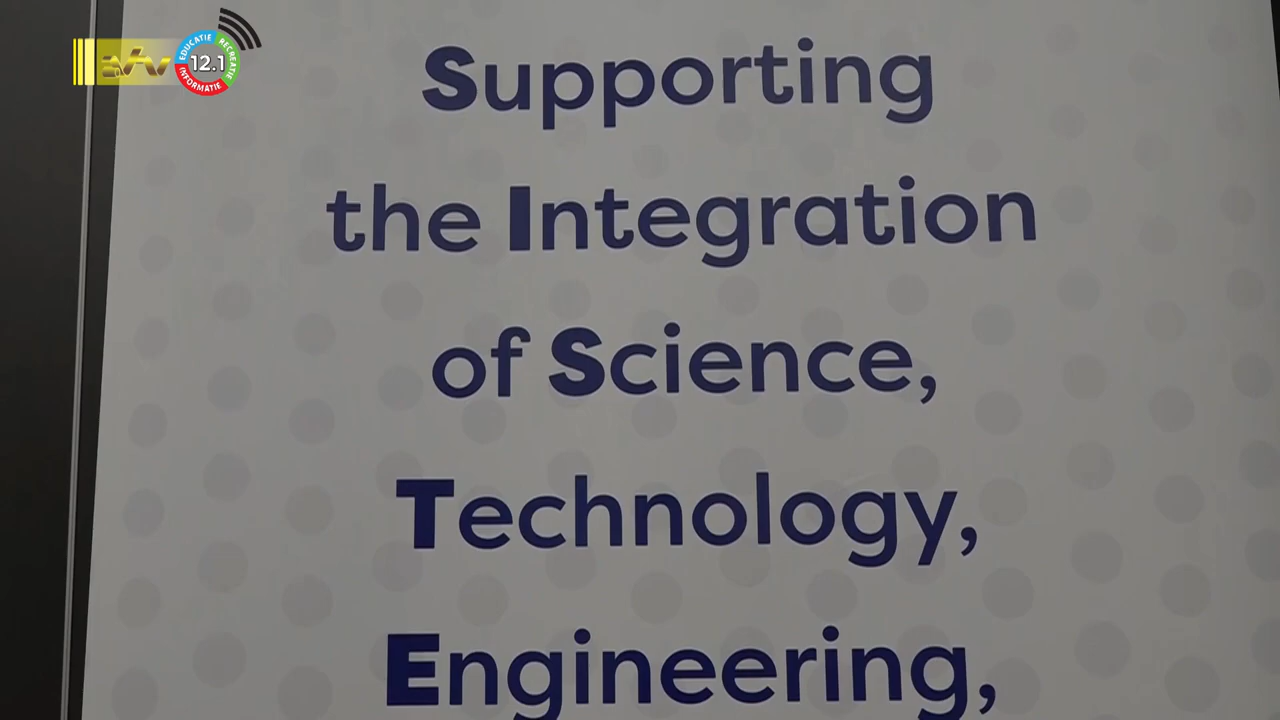 EDUCATIE
RECREATIE
12.1
INFORMATIE
Supporting
the Integration
of Science,
Technology,
Engineering,